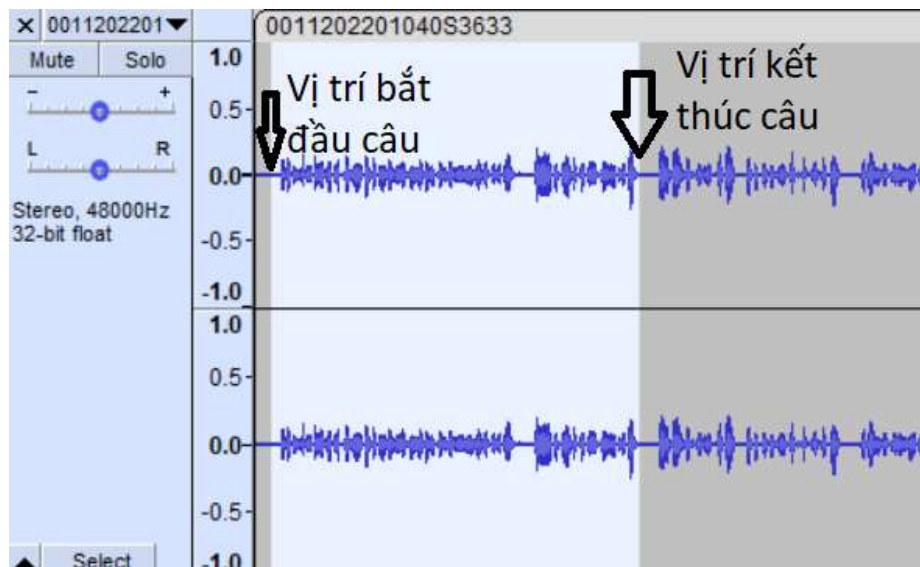 × 0011202201▼
0011202201040S3633
Mute Solo
- +
L R
Stereo, 48000Hz
32-bit float
Select
1.0
0.5
0.0
-0.5
-1.0
1.0
0.5
0.0
-0.5
-1.0
Vị trí bắt
đầu câu
Vị trí kết
thúc câu